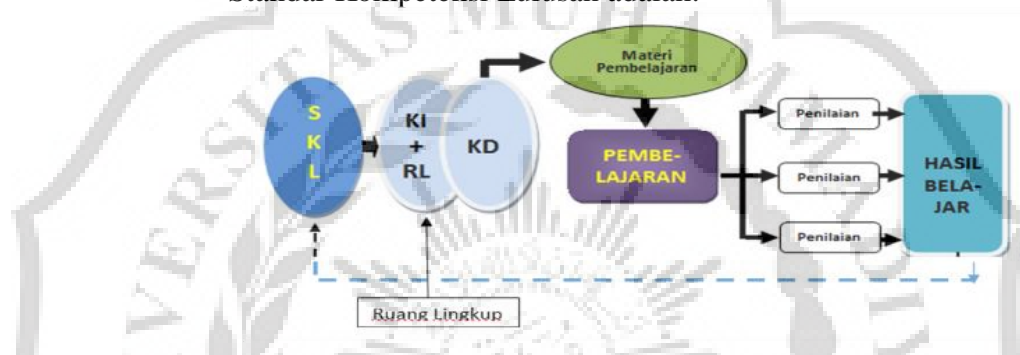 Standar Kompetensi Lulusan adalah:
Materi
Pembelajaran
S
K
L
KI
+
RL
KD
PEMBE-
LAJARAN
Penilaian
Penilaian
Penilaian
HASIL
BELA-
JAR
Ruang Lingkup